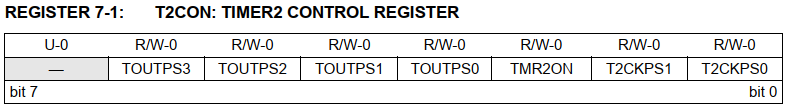 REGISTER 7-1: T2CON: TIMER2 CONTROL REGISTER
U-0 R/W-0 R/W-0 R/W-0 R/W-0 R/W-0 R/W-0 R/W-0
— TOUTPS3 TOUTPS2 TOUTPS1 TOUTPS0 TMR2ON T2CKPS1 T2CKPS0
bit 7 bit 0